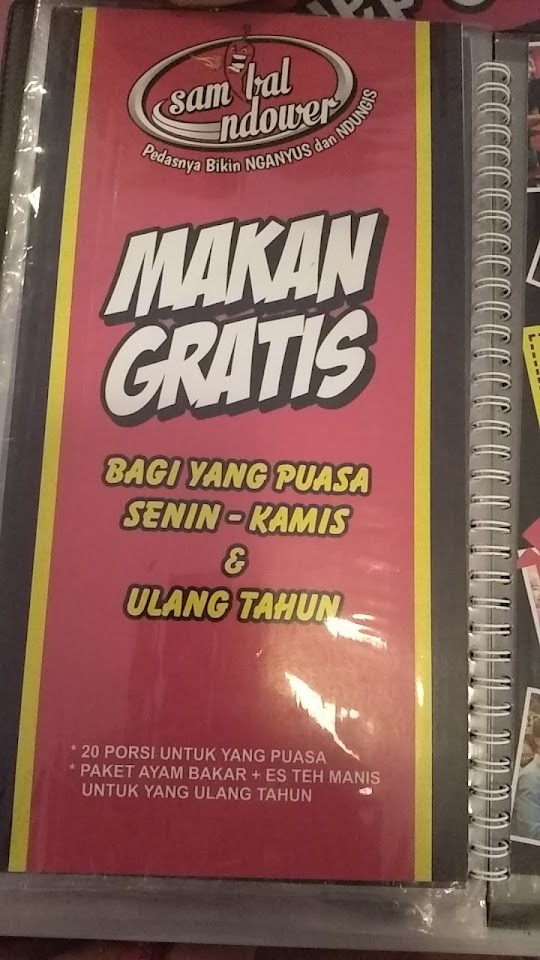 sambal
ndower
Pedasnya Bikin NGANYUS dan NDUNGIS
MAKAN
GRATIS
BAGI YANG PUASA
SENIN - KAMIS
&
ULANG TAHUN
* 20 PORSI UNTUK YANG PUASA
* PAKET AYAM BAKAR + ES TEH MANIS
UNTUK YANG ULANG TAHUN